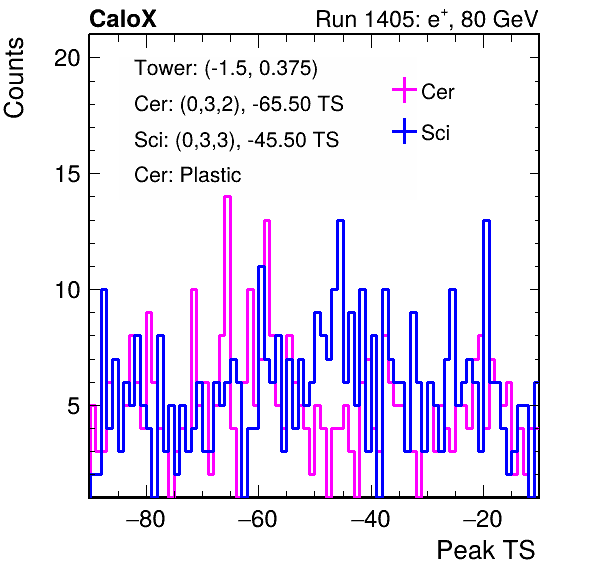 CaloX
Run 1405: e+, 80 GeV
Counts
Tower: (-1.5, 0.375)
Cer: (0,3,2), -65.50 TS
Sci: (0,3,3), -45.50 TS
Cer: Plastic
Cer
Sci
20
15
10
5
−80 −60 −40 −20
Peak TS